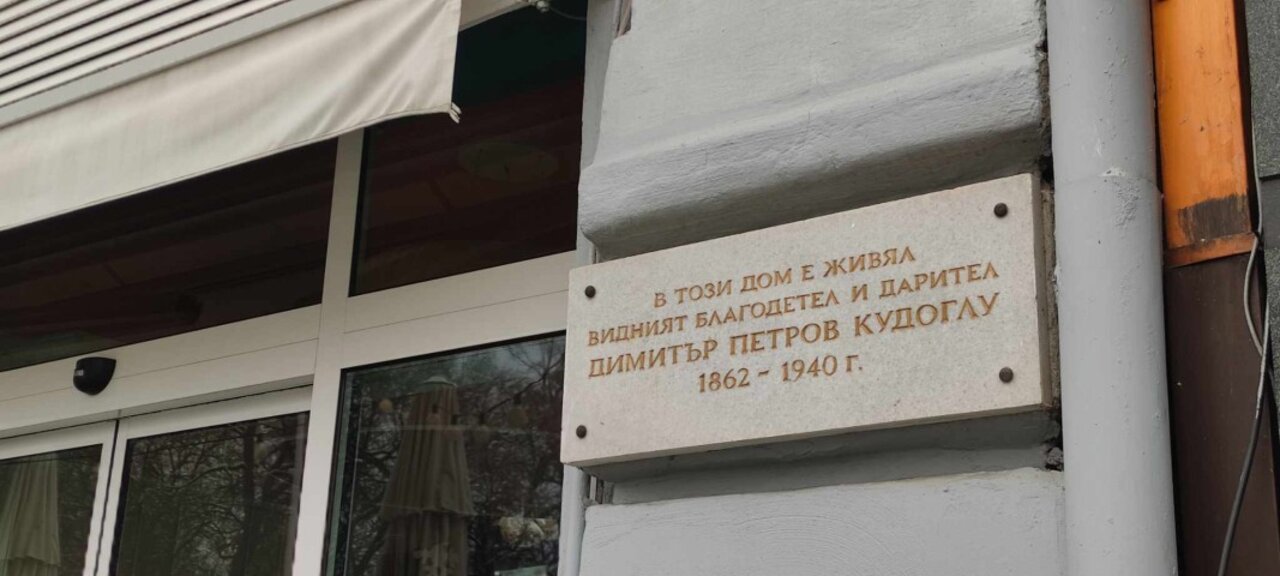 В ТОЗИ ДОМ Е ЖИВЯЛ
ВИДНИЯТ БЛАГОДЕТЕЛ И ДАРИТЕЛ
ДИМИТЪР ПЕТРОВ КУДОГЛУ
1862 - 1940 г.